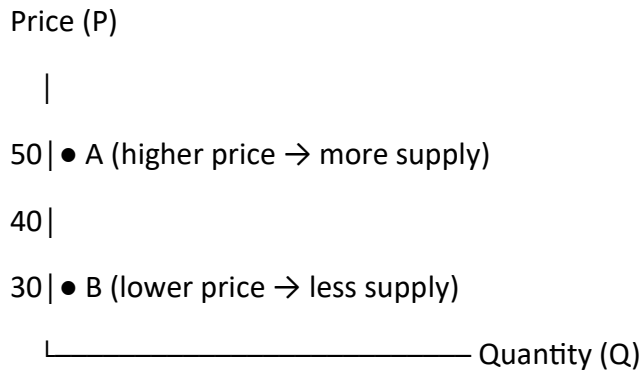 Price (P)
│
50│● A (higher price → more supply)
40│
30│● B (lower price → less supply)
└────────────────────── Quantity (Q)